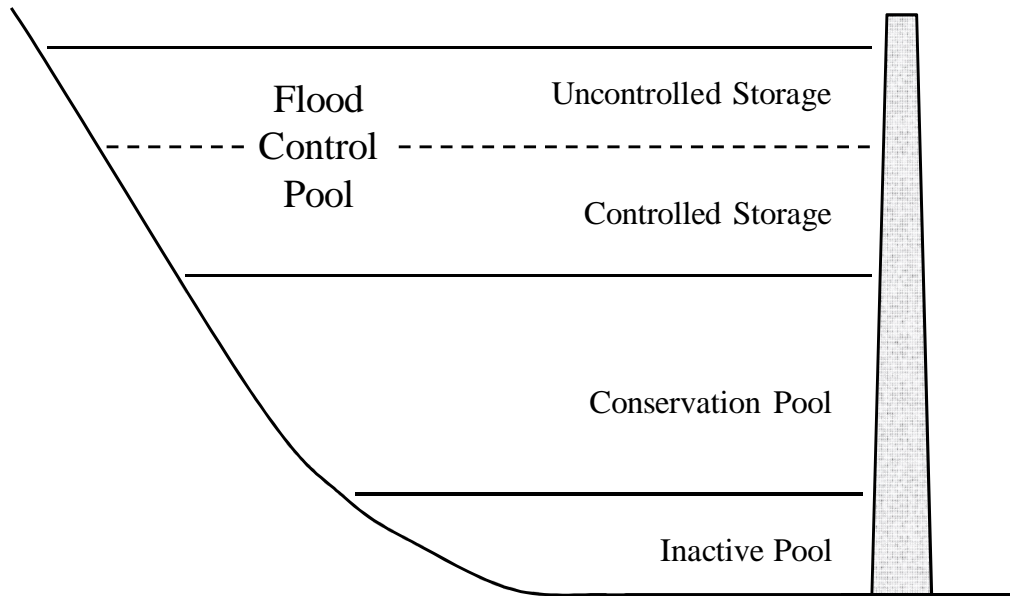 Flood
Control
Pool
Uncontrolled Storage
Controlled Storage
Conservation Pool
Inactive Pool